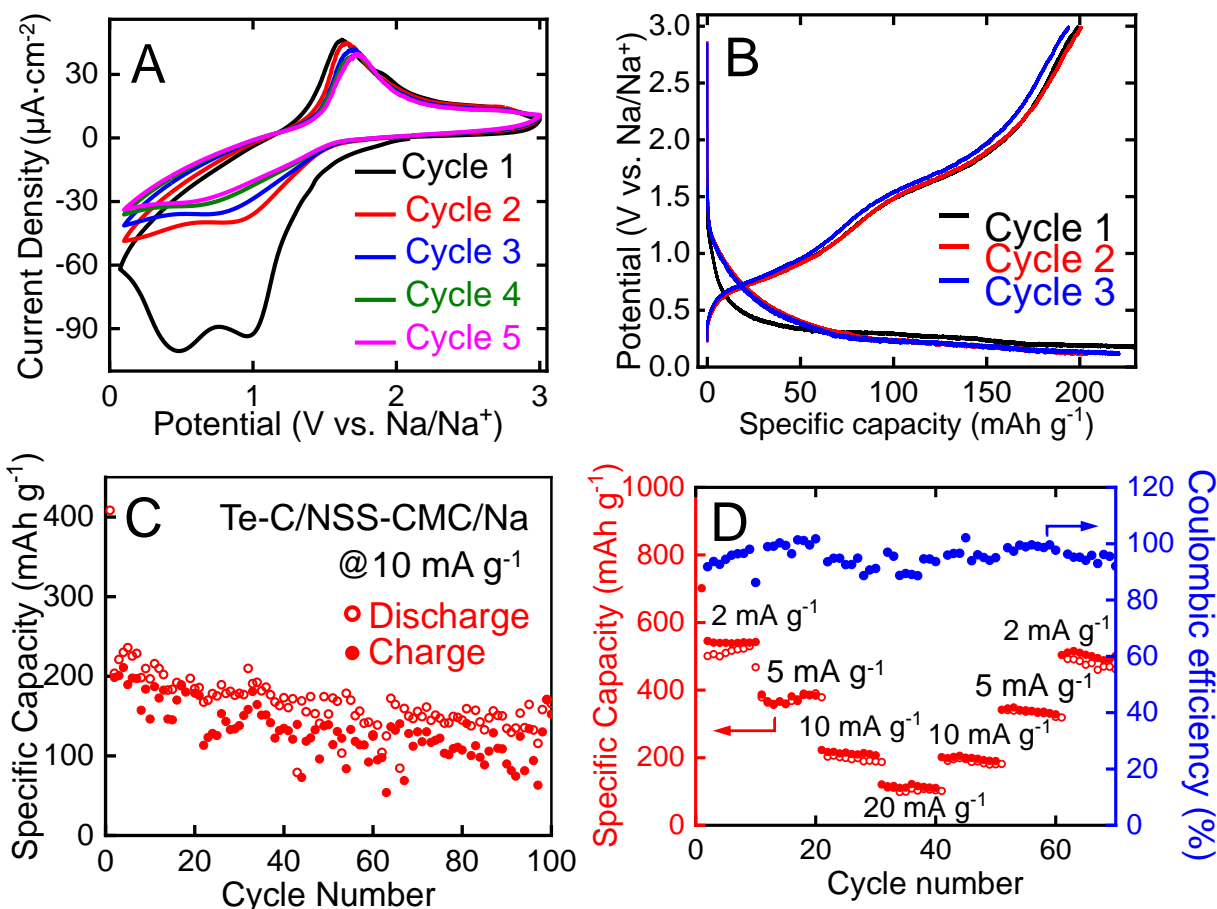 A
Current Density (µA·cm⁻²)
30
0
-30
-60
-90
Cycle 1
Cycle 2
Cycle 3
Cycle 4
Cycle 5
0
1
2
3
Potential (V vs. Na/Na⁺)
B
Potential (V vs. Na/Na⁺)
3.0
2.5
2.0
1.5
1.0
0.5
0.0
Cycle 1
Cycle 2
Cycle 3
0
50
100
150
200
Specific capacity (mAh g⁻¹)
C
Specific Capacity (mAh g⁻¹)
400
300
200
100
0
Te-C/NSS-CMC/Na
@10 mA g⁻¹
Discharge
Charge
0
20
40
60
80
100
Cycle Number
D
Specific Capacity (mAh g⁻¹)
1000
800
600
400
200
0
2 mA g⁻¹
5 mA g⁻¹
10 mA g⁻¹
20 mA g⁻¹
10 mA g⁻¹
5 mA g⁻¹
2 mA g⁻¹
120
100
80
60
40
20
0
Coulombic efficiency (%)
0
20
40
60
Cycle number